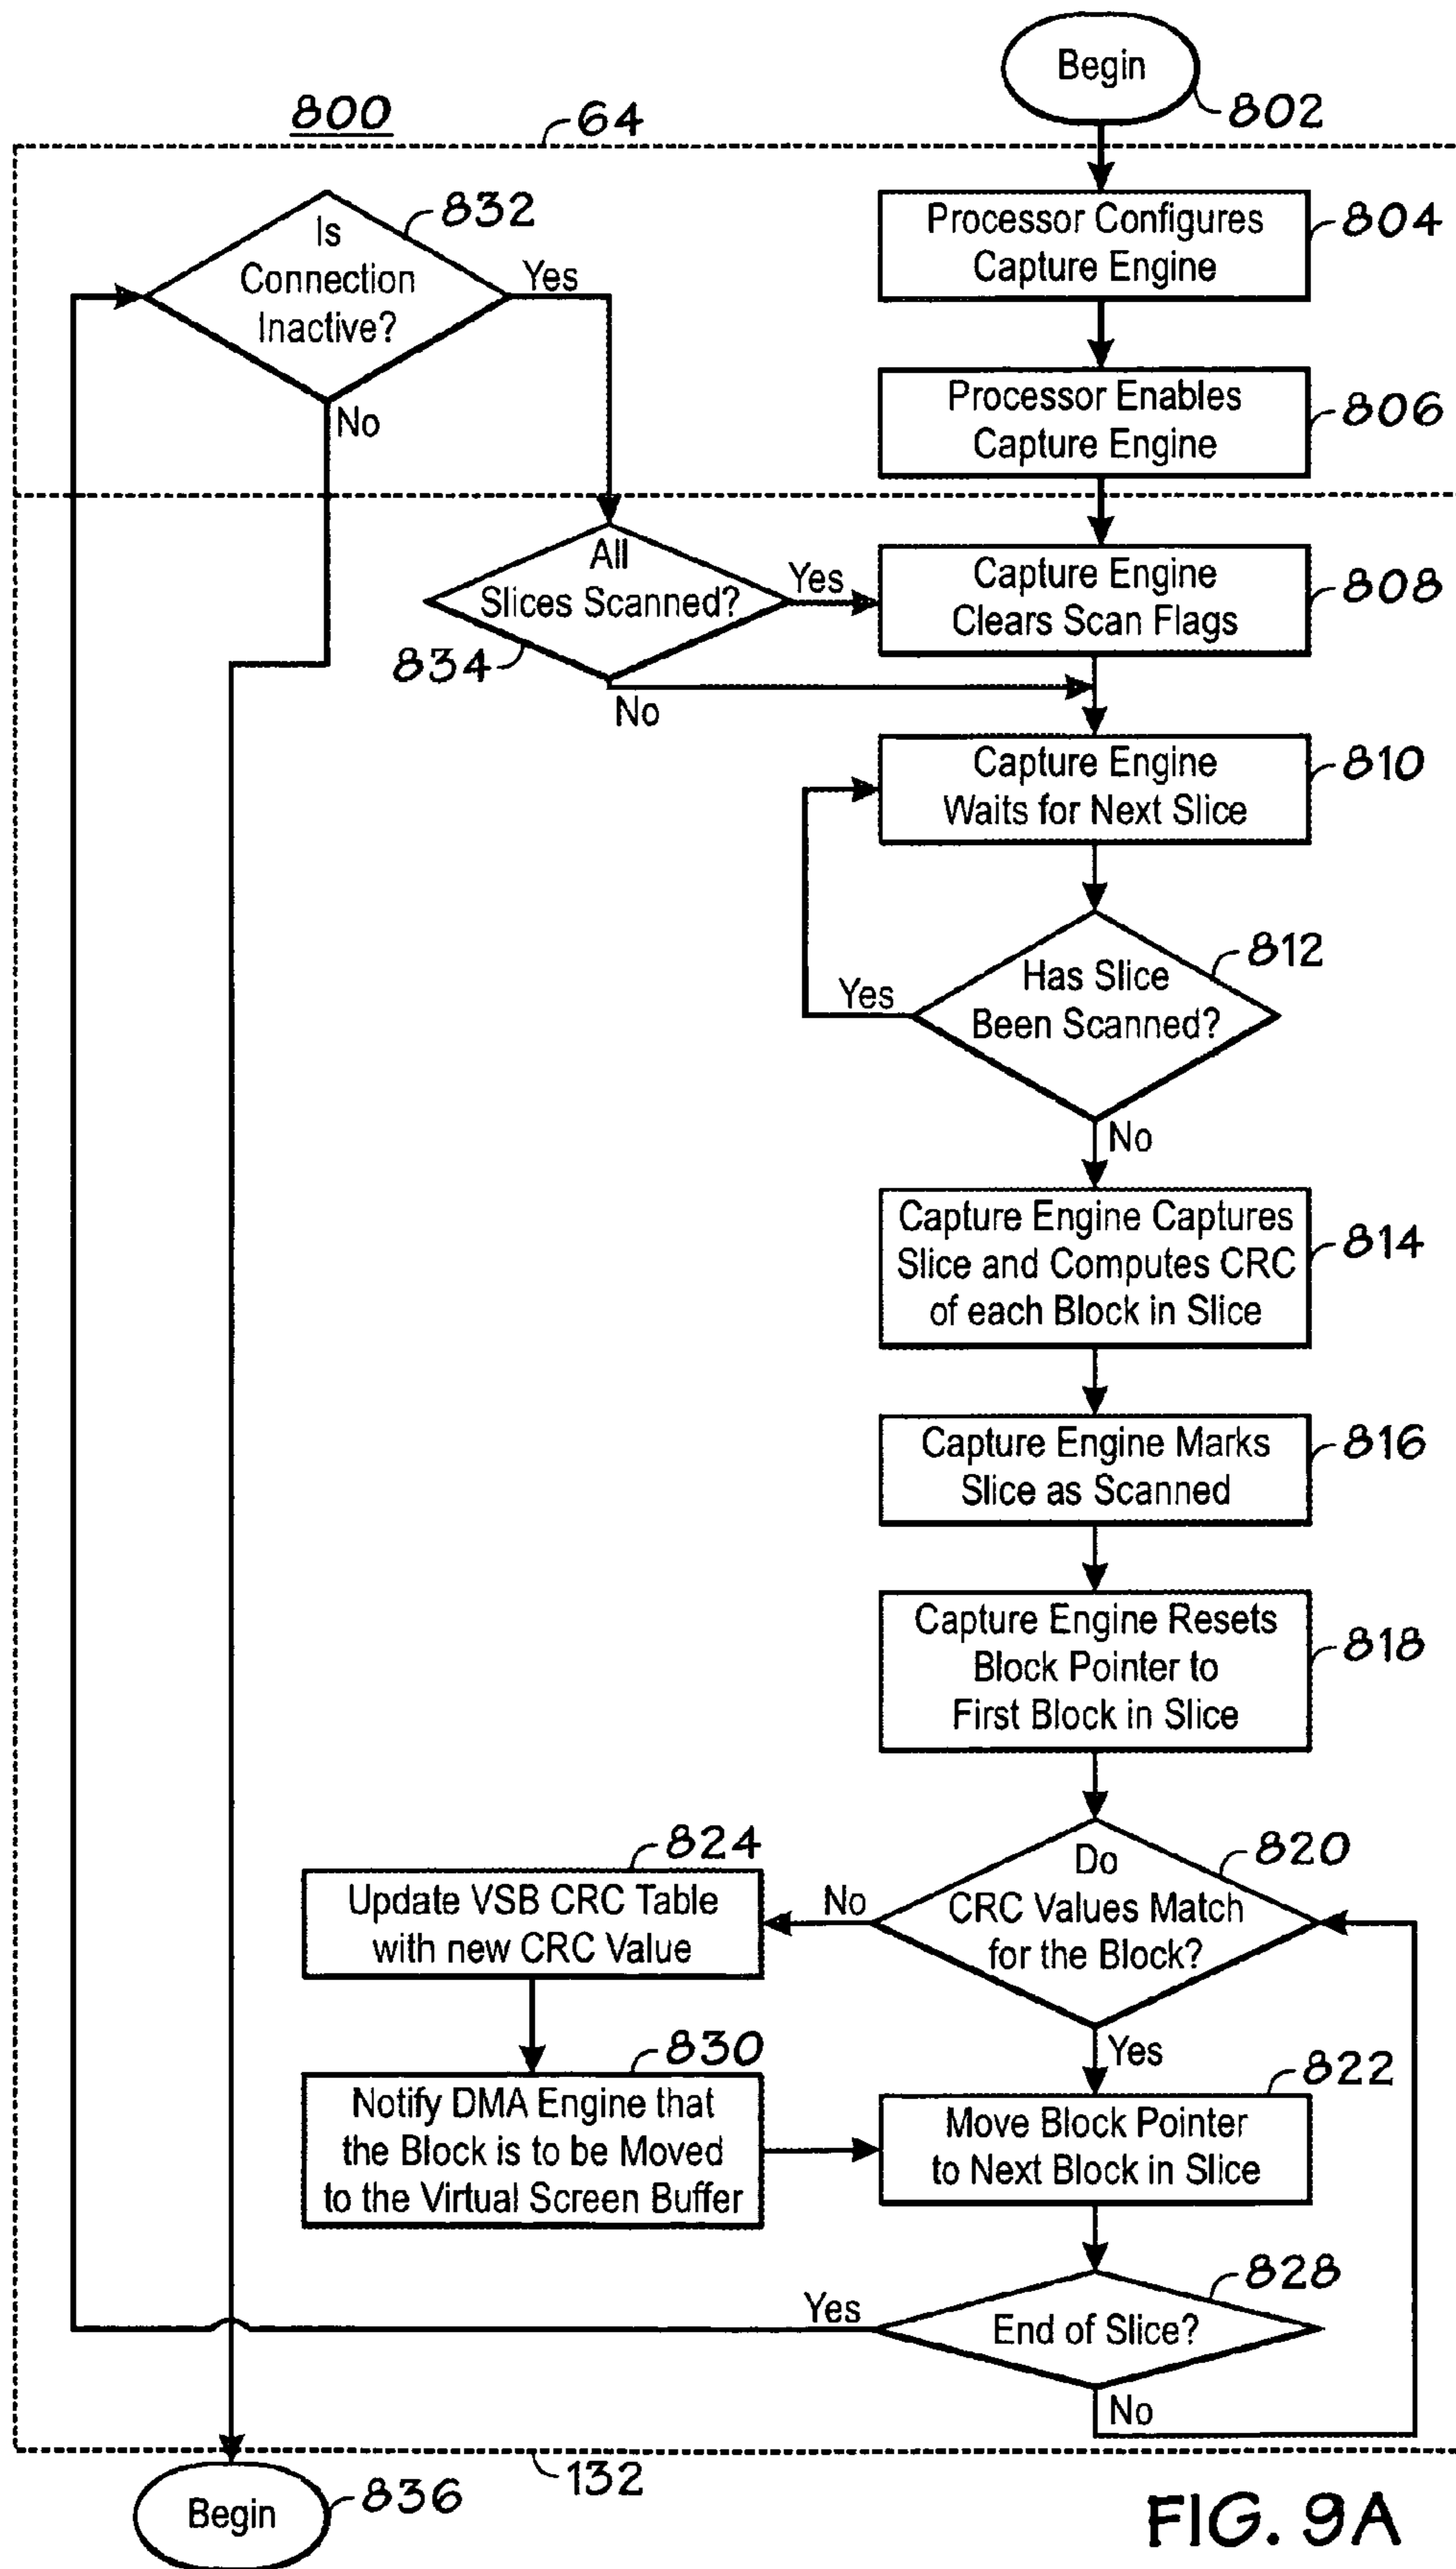 Begin
802
800
64
Is
Connection
Inactive?
832
Yes
No
Processor Configures
Capture Engine
804
Processor Enables
Capture Engine
806
All
Slices Scanned?
834
Yes
No
Capture Engine
Clears Scan Flags
808
Capture Engine
Waits for Next Slice
810
Has Slice
Been Scanned?
812
Yes
No
Capture Engine Captures
Slice and Computes CRC
of each Block in Slice
814
Capture Engine Marks
Slice as Scanned
816
Capture Engine Resets
Block Pointer to
First Block in Slice
818
Do
CRC Values Match
for the Block?
820
No
Yes
Update VSB CRC Table
with new CRC Value
824
Notify DMA Engine that
the Block is to be Moved
to the Virtual Screen Buffer
830
Move Block Pointer
to Next Block in Slice
822
End of Slice?
828
Yes
No
132
Begin
836
FIG. 9A